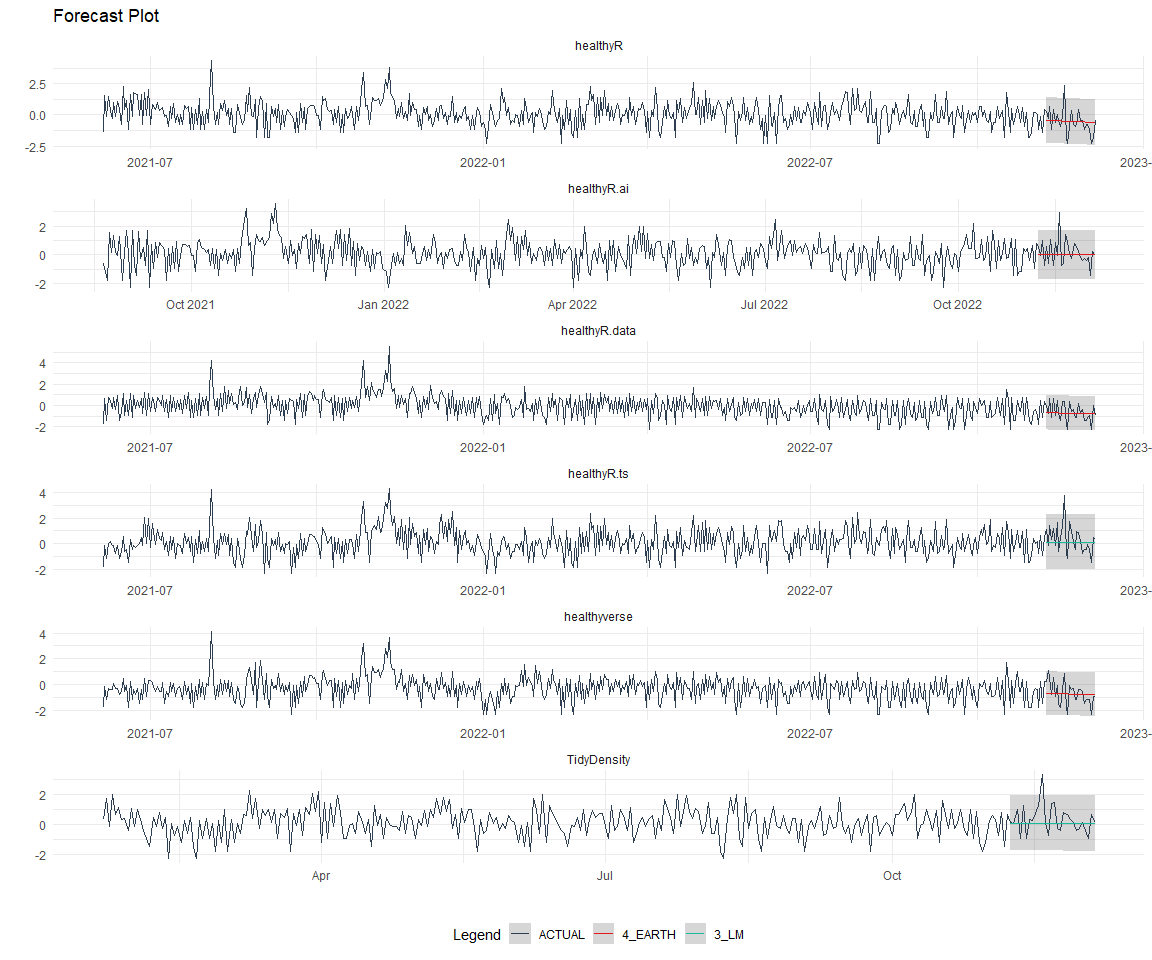 Forecast Plot
healthyR
2.5
0.0
-2.5
2021-07 2022-01 2022-07 2023-
healthyR.ai
2
0
-2
Oct 2021 Jan 2022 Apr 2022 Jul 2022 Oct 2022
healthyR.data
4
2
0
-2
2021-07 2022-01 2022-07 2023-
healthyR.ts
4
2
0
-2
2021-07 2022-01 2022-07 2023-
healthyverse
4
2
0
-2
2021-07 2022-01 2022-07 2023-
TidyDensity
2
0
-2
Apr Jul Oct
Legend ACTUAL 4_EARTH 3_LM